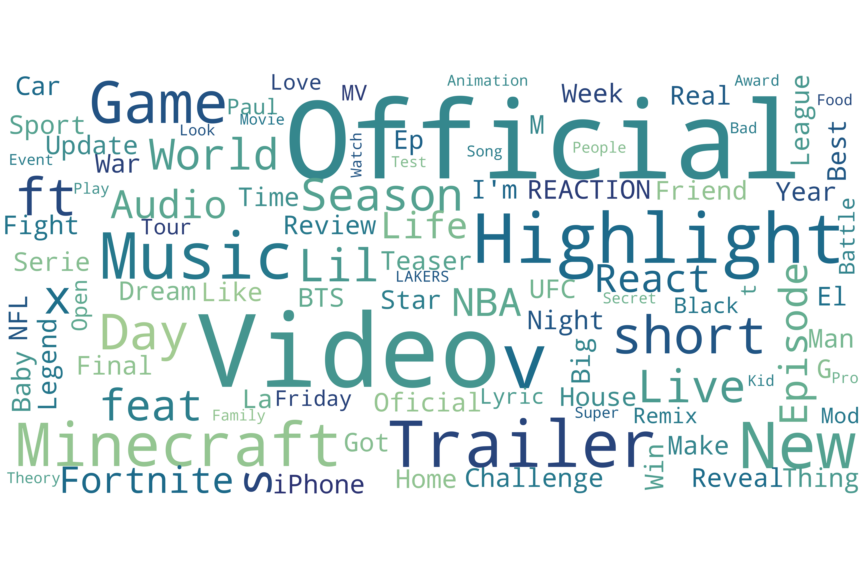 Car
Love
MV
Animation
Week
Real
Award
League
Food
Game
Paul
Movie
Official
Sport
Look
Update
Watch
Ep
M
Bad
Best
Event
War
World
Test
Song
People
ft
Play
Audio
Time
Season
I'm
REACTION
Friend
Year
Fight
Tour
Review
Life
Highlight
Battle
Serie
Music
Lil
Teaser
LAKERS
React
NFL
x
Open
Dream
Like
BTS
Star
NBA
UFC
Secret
Black
t
El
Episode
Day
Video
v
Night
short
Man
Baby
Legend
Final
Big
G
Pro
feat
La
Friday
Oficial
Lyric
House
Live
Kid
Family
Super
Remix
Mod
Minecraft
Got
Trailer
Win
Make
New
Theory
Fortnite
S
iPhone
Home
Challenge
Reveal
Thing